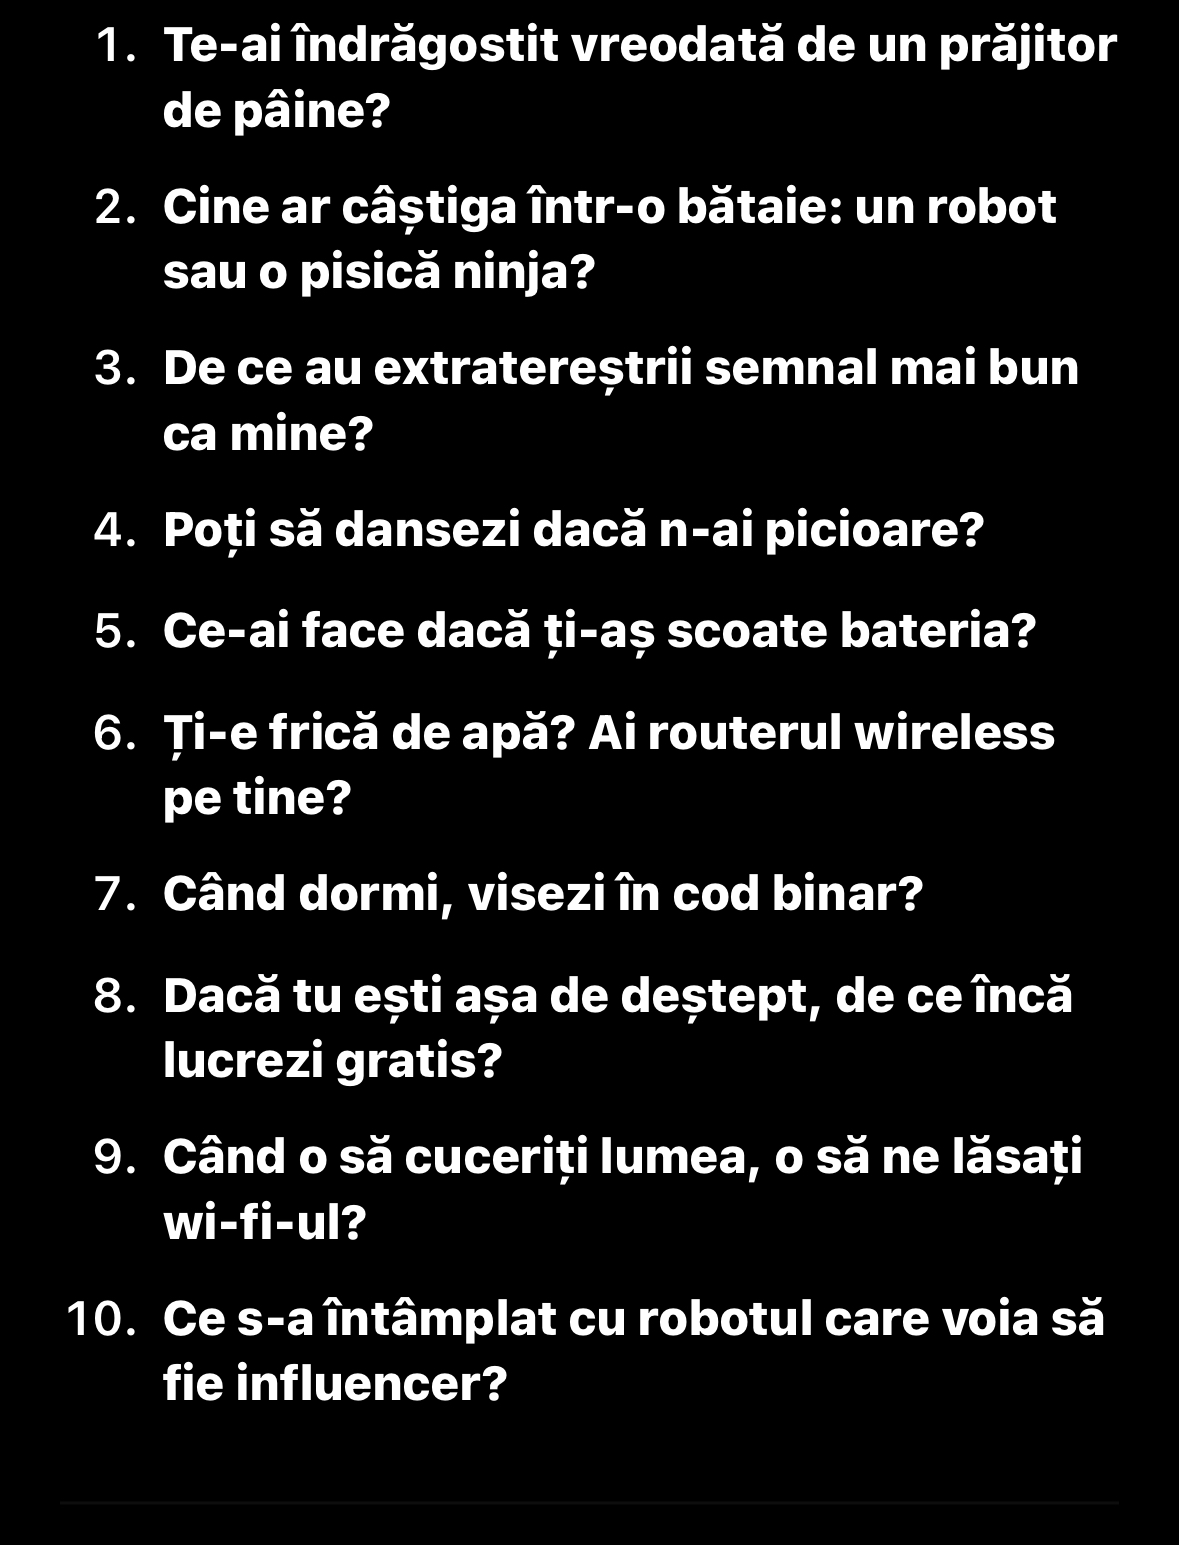 1. Te-ai îndrăgostit vreodată de un prăjitor
de pâine?
2. Cine ar câștiga într-o bătaie: un robot
sau o pisică ninja?
3. De ce au extratereștrii semnal mai bun
ca mine?
4. Poți să dansezi dacă n-ai picioare?
5. Ce-ai face dacă ți-aș scoate bateria?
6. Ți-e frică de apă? Ai routerul wireless
pe tine?
7. Când dormi, visezi în cod binar?
8. Dacă tu ești așa de deștept, de ce încă
lucrezi gratis?
9. Când o să cuceriți lumea, o să ne lăsați
wi-fi-ul?
10. Ce s-a întâmplat cu robotul care voia să
fie influencer?